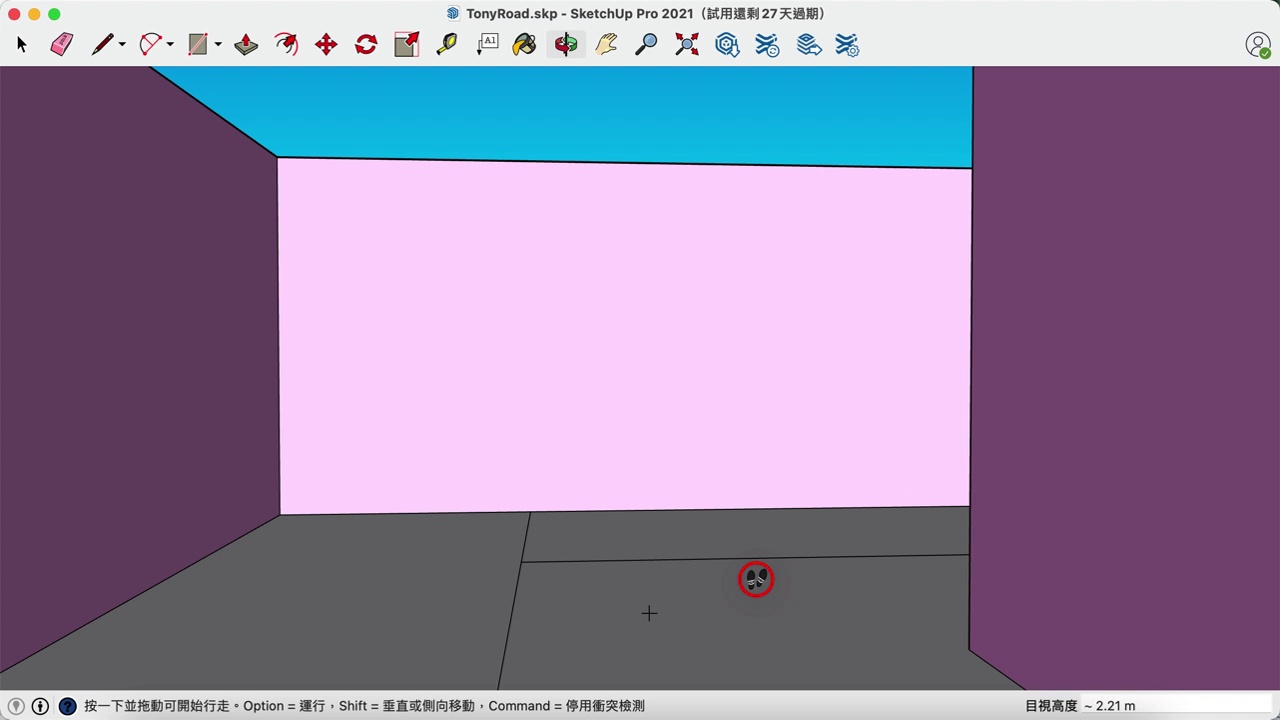 TonyRoad.skp - SketchUp Pro 2021（試用還剩 27 天過期）
A1
按一下並拖動可開始行走。Option = 運行，Shift = 垂直或側向移動，Command = 停用衝突檢測
目視高度 ~ 2.21 m